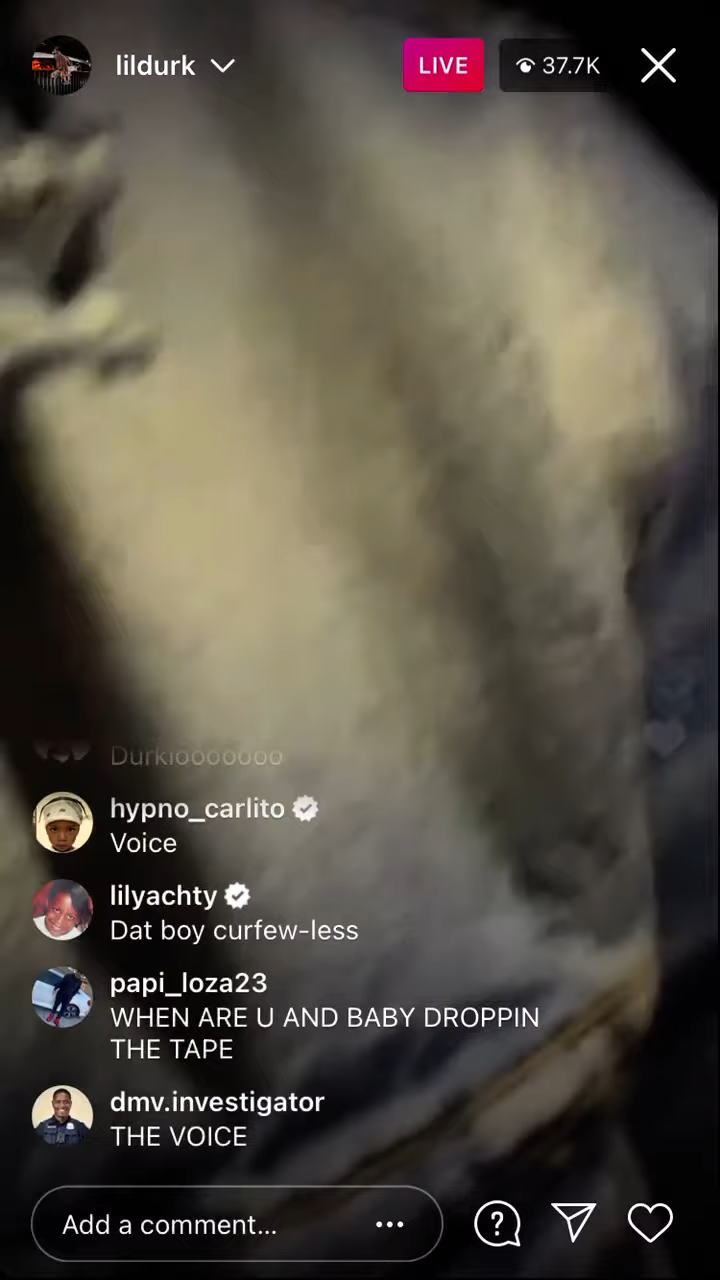 lildurk
LIVE
37.7K
Durkiooooooo
hypno_carlito
Voice
lilyachty
Dat boy curfew-less
papi_loza23
WHEN ARE U AND BABY DROPPIN
THE TAPE
dmv.investigator
THE VOICE
Add a comment...